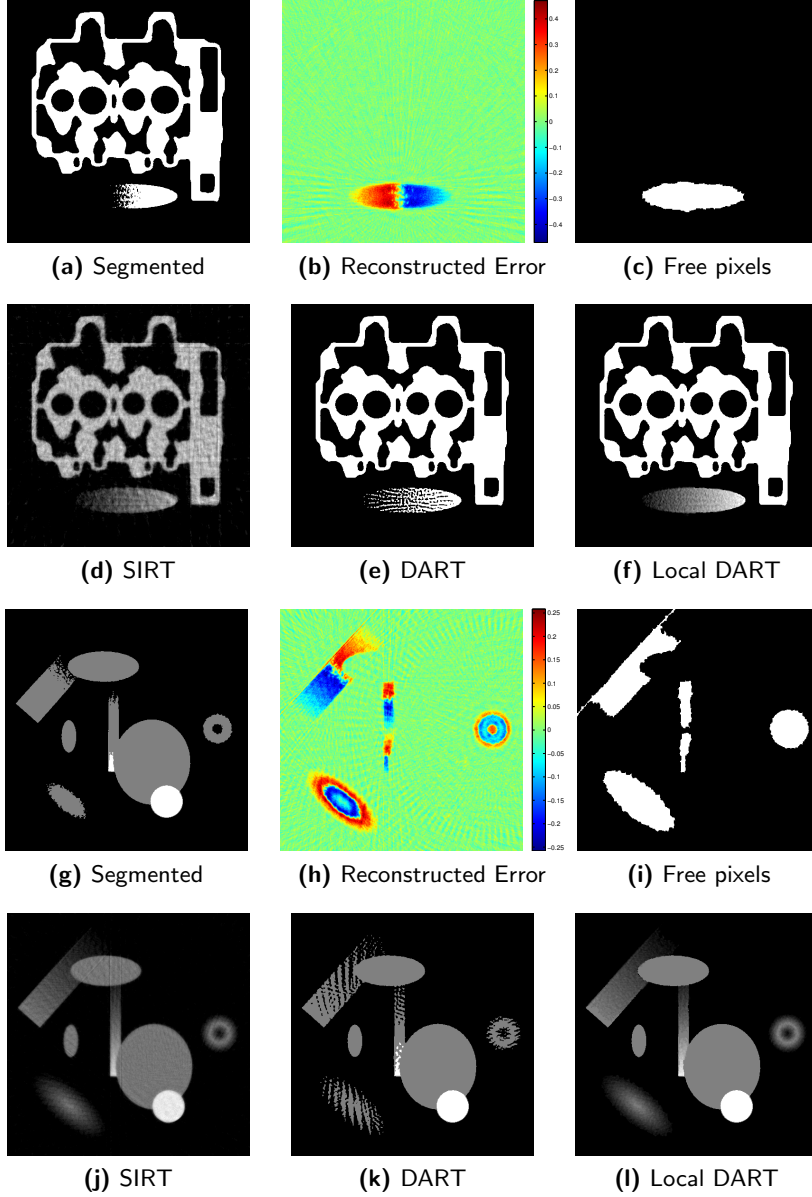 0.4
0.3
0.2
0.1
0
−0.1
−0.2
−0.3
−0.4
(a) Segmented
(b) Reconstructed Error
(c) Free pixels
(d) SIRT
(e) DART
(f) Local DART
0.25
0.2
0.15
0.1
0.05
0
−0.05
−0.1
−0.15
−0.2
−0.25
(g) Segmented
(h) Reconstructed Error
(i) Free pixels
(j) SIRT
(k) DART
(l) Local DART